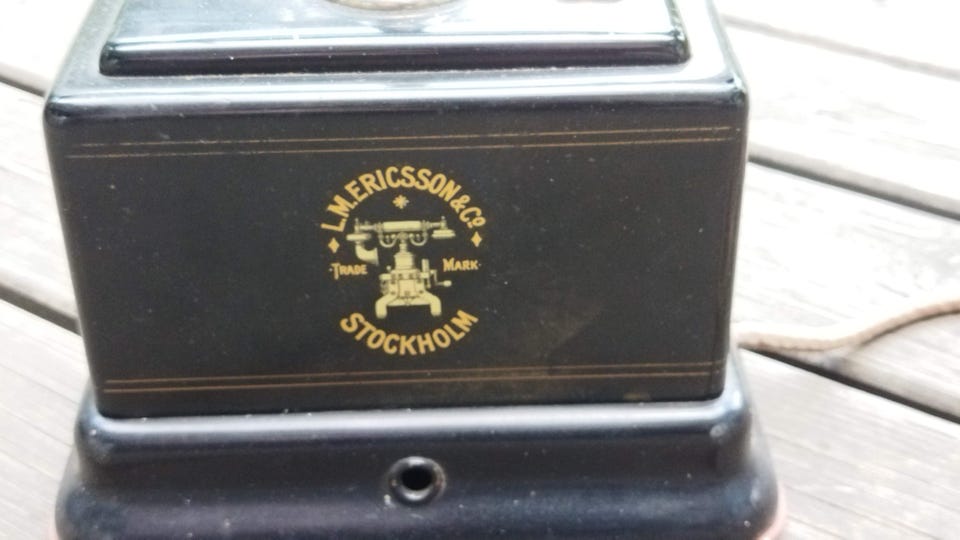 L.M.ERICSSON & Cº
TRADE MARK
STOCKHOLM